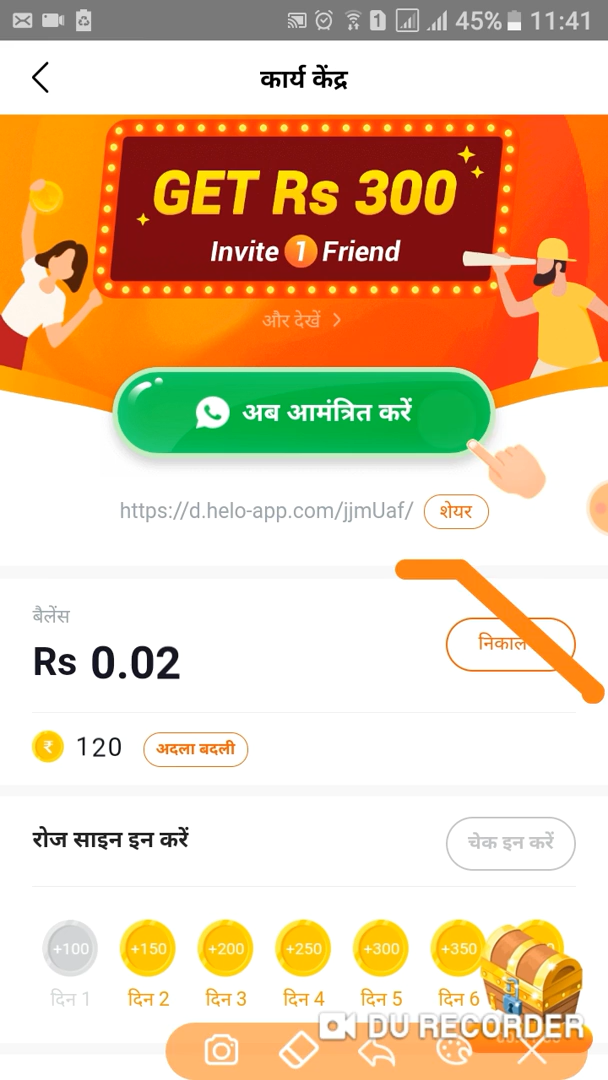 45% 11:41
कार्य केंद्र
GET Rs 300
Invite 1 Friend
और देखें
अब आमंत्रित करें
https://d.helo-app.com/jjmUaf/ शेयर
बैलेंस
Rs 0.02
निकाल
120 अदला बदली
रोज साइन इन करें
चेक इन करें
+100 +150 +200 +250 +300 +350
दिन 1 दिन 2 दिन 3 दिन 4 दिन 5 दिन 6
DU RECORDER